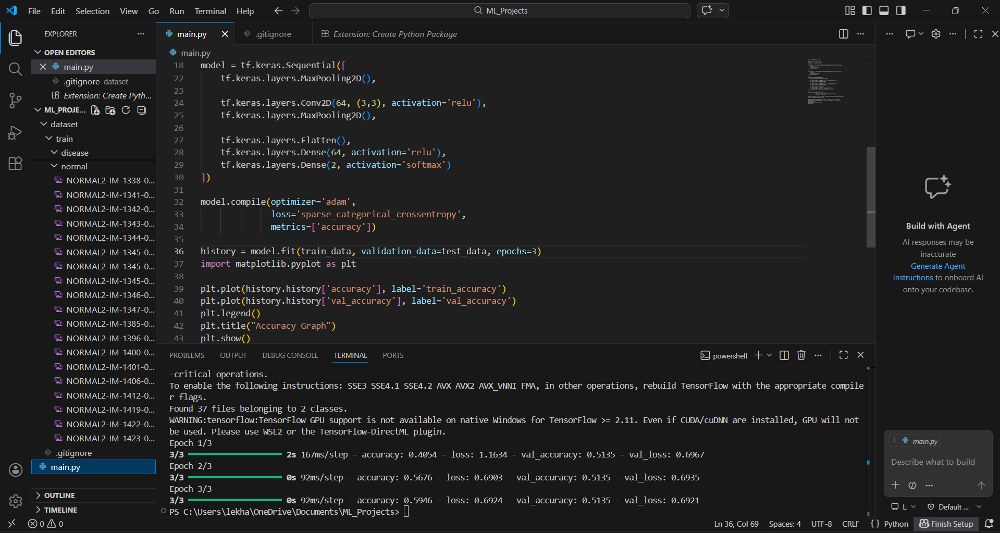 File Edit Selection View Go Run Terminal Help
ML_Projects
EXPLORER
OPEN EDITORS
main.py
.gitignore dataset
Extension: Create Pyth...
ML_PROJE...
dataset
train
disease
normal
NORMAL2-IM-1338-0...
NORMAL2-IM-1341-0...
NORMAL2-IM-1342-0...
NORMAL2-IM-1343-0...
NORMAL2-IM-1344-0...
NORMAL2-IM-1345-0...
NORMAL2-IM-1345-0...
NORMAL2-IM-1345-0...
NORMAL2-IM-1346-0...
NORMAL2-IM-1347-0...
NORMAL2-IM-1385-0...
NORMAL2-IM-1396-0...
NORMAL2-IM-1400-0...
NORMAL2-IM-1401-0...
NORMAL2-IM-1406-0...
NORMAL2-IM-1412-0...
NORMAL2-IM-1419-0...
NORMAL2-IM-1422-0...
NORMAL2-IM-1423-0...
.gitignore
main.py
OUTLINE
TIMELINE
main.py .gitignore Extension: Create Python Package
main.py
18 model = tf.keras.Sequential([
22 tf.keras.layers.MaxPooling2D(),
23
24 tf.keras.layers.Conv2D(64, (3,3), activation='relu'),
25 tf.keras.layers.MaxPooling2D(),
26
27 tf.keras.layers.Flatten(),
28 tf.keras.layers.Dense(64, activation='relu'),
29 tf.keras.layers.Dense(2, activation='softmax')
30 ])
31
32 model.compile(optimizer='adam',
33 loss='sparse_categorical_crossentropy',
34 metrics=['accuracy'])
35
36 history = model.fit(train_data, validation_data=test_data, epochs=3)
37 import matplotlib.pyplot as plt
38
39 plt.plot(history.history['accuracy'], label='train_accuracy')
40 plt.plot(history.history['val_accuracy'], label='val_accuracy')
41 plt.legend()
42 plt.title("Accuracy Graph")
43 plt.show()
PROBLEMS OUTPUT DEBUG CONSOLE TERMINAL PORTS
powershell
-critical operations.
To enable the following instructions: SSE3 SSE4.1 SSE4.2 AVX AVX2 AVX_VNNI FMA, in other operations, rebuild TensorFlow with the appropriate compile
r flags.
Found 37 files belonging to 2 classes.
WARNING:tensorflow:TensorFlow GPU support is not available on native Windows for TensorFlow >= 2.11. Even if CUDA/cuDNN are installed, GPU will not
be used. Please use WSL2 or the TensorFlow-DirectML plugin.
Epoch 1/3
3/3 2s 167ms/step - accuracy: 0.4054 - loss: 1.1634 - val_accuracy: 0.5135 - val_loss: 0.6967
Epoch 2/3
3/3 0s 92ms/step - accuracy: 0.5676 - loss: 0.6903 - val_accuracy: 0.5135 - val_loss: 0.6935
Epoch 3/3
3/3 0s 92ms/step - accuracy: 0.5946 - loss: 0.6924 - val_accuracy: 0.5135 - val_loss: 0.6921
PS C:\Users\lekha\OneDrive\Documents\ML_Projects>
Build with Agent
AI responses may be
inaccurate
Generate Agent
Instructions to onboard AI
onto your codebase.
main.py
Describe what to build
L. Default ...
0 0
Ln 36, Col 69 Spaces: 4 UTF-8 CRLF { } Python Finish Setup